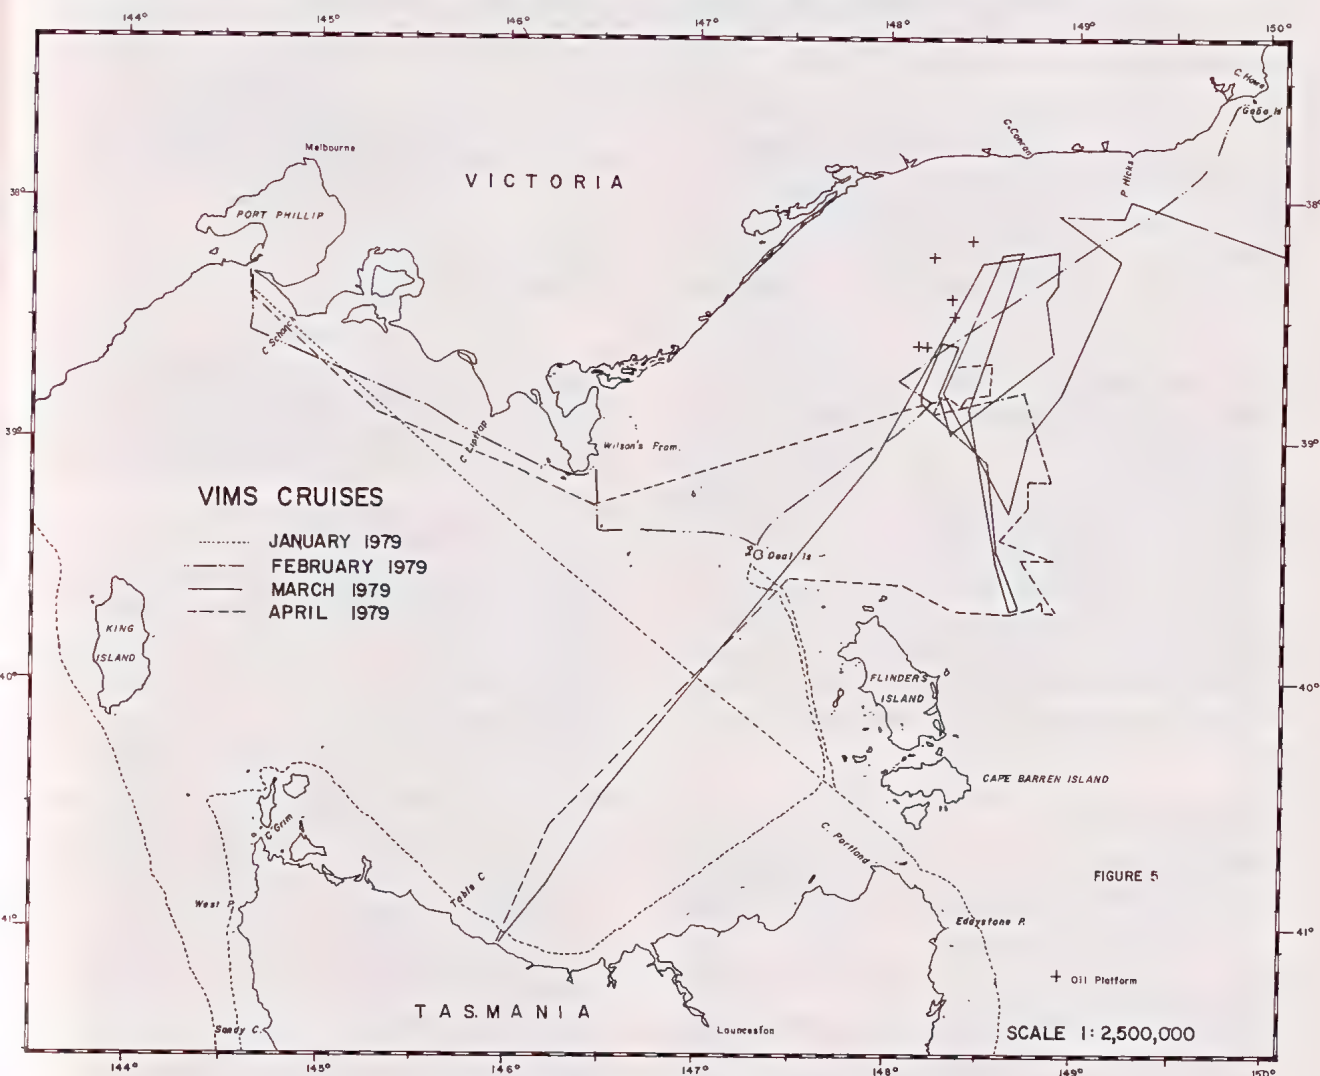 144° 145° 146° 147° 148° 149° 150°
C. Howe
Gabo Is
C. Conran
Melbourne
VICTORIA
P. Hicks
38° 38°
PORT PHILLIP
C Schanck
39° 39°
C Liptrap
Wilson's Prom.
VIMS CRUISES
JANUARY 1979
FEBRUARY 1979
MARCH 1979
APRIL 1979
Deal Is
KING
ISLAND
40° 40°
FLINDERS
ISLAND
CAPE BARREN ISLAND
C Grim
C. Portland
Table C
FIGURE 5
West P.
41° 41°
Eddystone P.
+ Oil Platform
TASMANIA
Sandy C.
Launceston
SCALE 1:2,500,000
144° 145° 146° 147° 148° 149° 150°